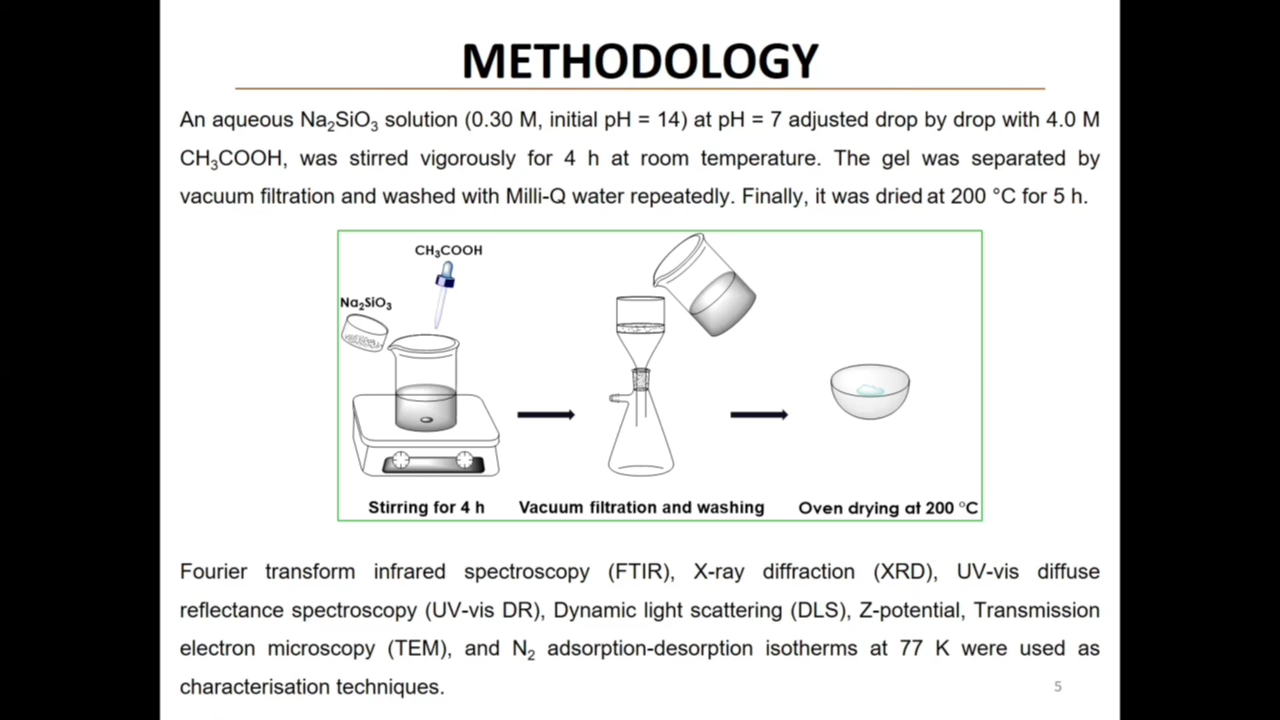 METHODOLOGY
An aqueous Na₂SiO₃ solution (0.30 M, initial pH = 14) at pH = 7 adjusted drop by drop with 4.0 M
CH₃COOH, was stirred vigorously for 4 h at room temperature. The gel was separated by
vacuum filtration and washed with Milli-Q water repeatedly. Finally, it was dried at 200 °C for 5 h.
CH₃COOH
Na₂SiO₃
Stirring for 4 h
Vacuum filtration and washing
Oven drying at 200 °C
Fourier transform infrared spectroscopy (FTIR), X-ray diffraction (XRD), UV-vis diffuse
reflectance spectroscopy (UV-vis DR), Dynamic light scattering (DLS), Z-potential, Transmission
electron microscopy (TEM), and N₂ adsorption-desorption isotherms at 77 K were used as
characterisation techniques.
5